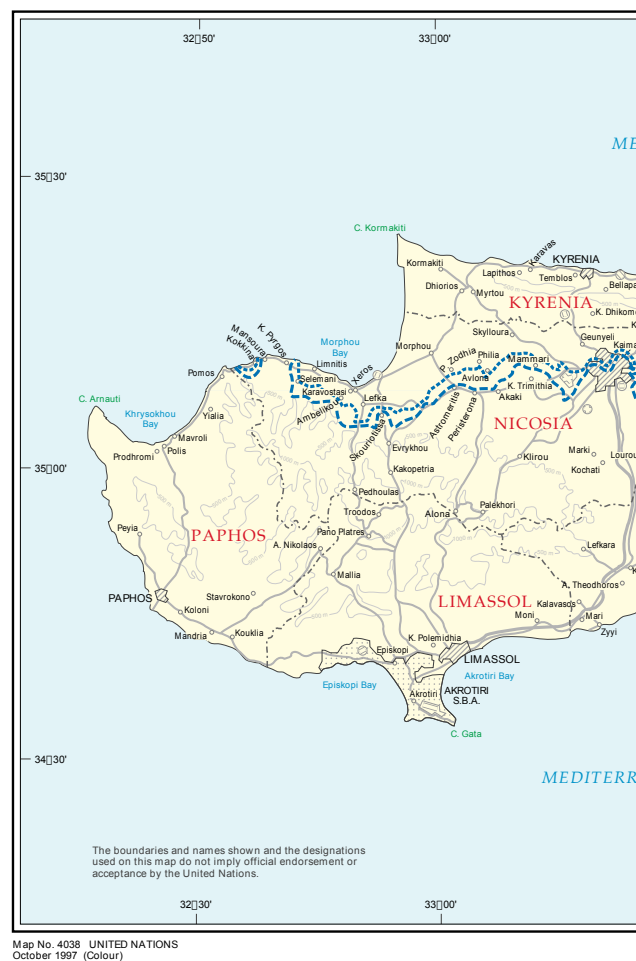 32▯50'
33▯00'
ME
35▯30'
C. Kormakiti
Kormakiti
Karavas
KYRENIA
Lapithos
Temblos
Dhiorios
Myrtou
Bellapa
KYRENIA
K. Dhikomo
Skylloura
Geunyeli
Kaima
Morphou
Bay
Morphou
P. Zodhia
Philia
Mammari
K. Pyrgos
Mansoura
Kokkina
Limnitis
Pomos
Selemani
Xeros
Avlona
K. Trimithia
Karavostasi
Lefka
Akaki
C. Arnauti
Ambelikou
Astromeritis
Peristerona
NICOSIA
Khrysokhou
Bay
Yialia
Skouriotissa
Mavroli
Evrykhou
Prodhromi
Polis
Klirou
Marki
Lourou
Kochati
35▯00'
Kakopetria
Pedhoulas
Troodos
Alona
Palekhori
Peyia
PAPHOS
Pano Platres
A. Nikolaos
Lefkara
Mallia
A. Theodhoros
K
PAPHOS
Stavrokono
LIMASSOL
Kalavasos
Koloni
Moni
Mari
Zyyi
Mandria
Kouklia
K. Polemidhia
Episkopi
LIMASSOL
Episkopi Bay
Akrotiri Bay
Akrotiri
AKROTIRI
S.B.A.
C. Gata
34▯30'
MEDITERR
The boundaries and names shown and the designations
used on this map do not imply official endorsement or
acceptance by the United Nations.
32▯30'
33▯00'
Map No. 4038 UNITED NATIONS
October 1997 (Colour)